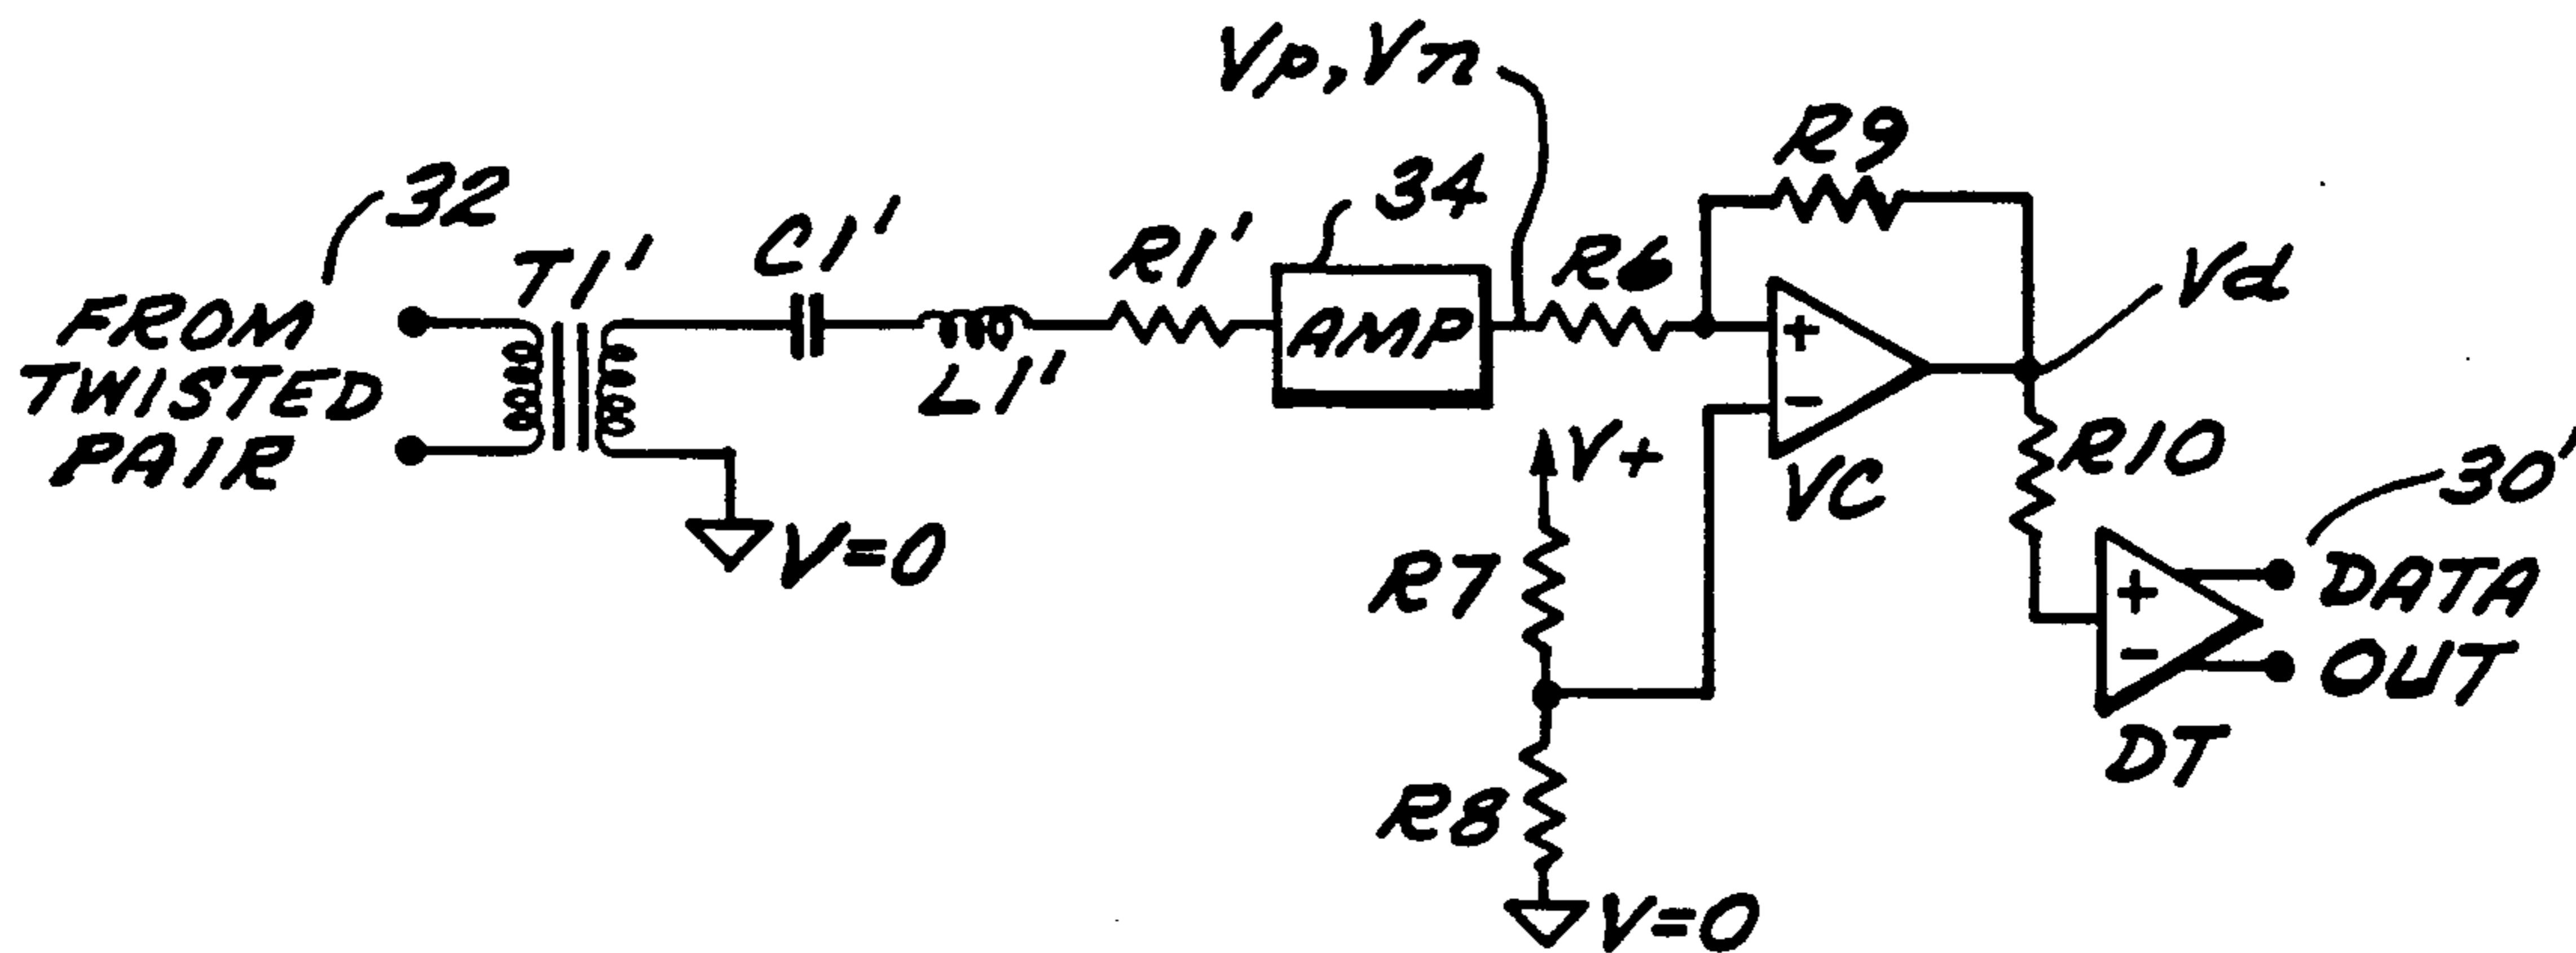 Vp, Vn
32
FROM
TWISTED
PAIR
T1'
C1'
L1'
R1'
34
AMP
R6
R9
+
-
VC
Vd
V=0
V+
R7
R8
V=0
R10
30'
+
-
DT
DATA
OUT